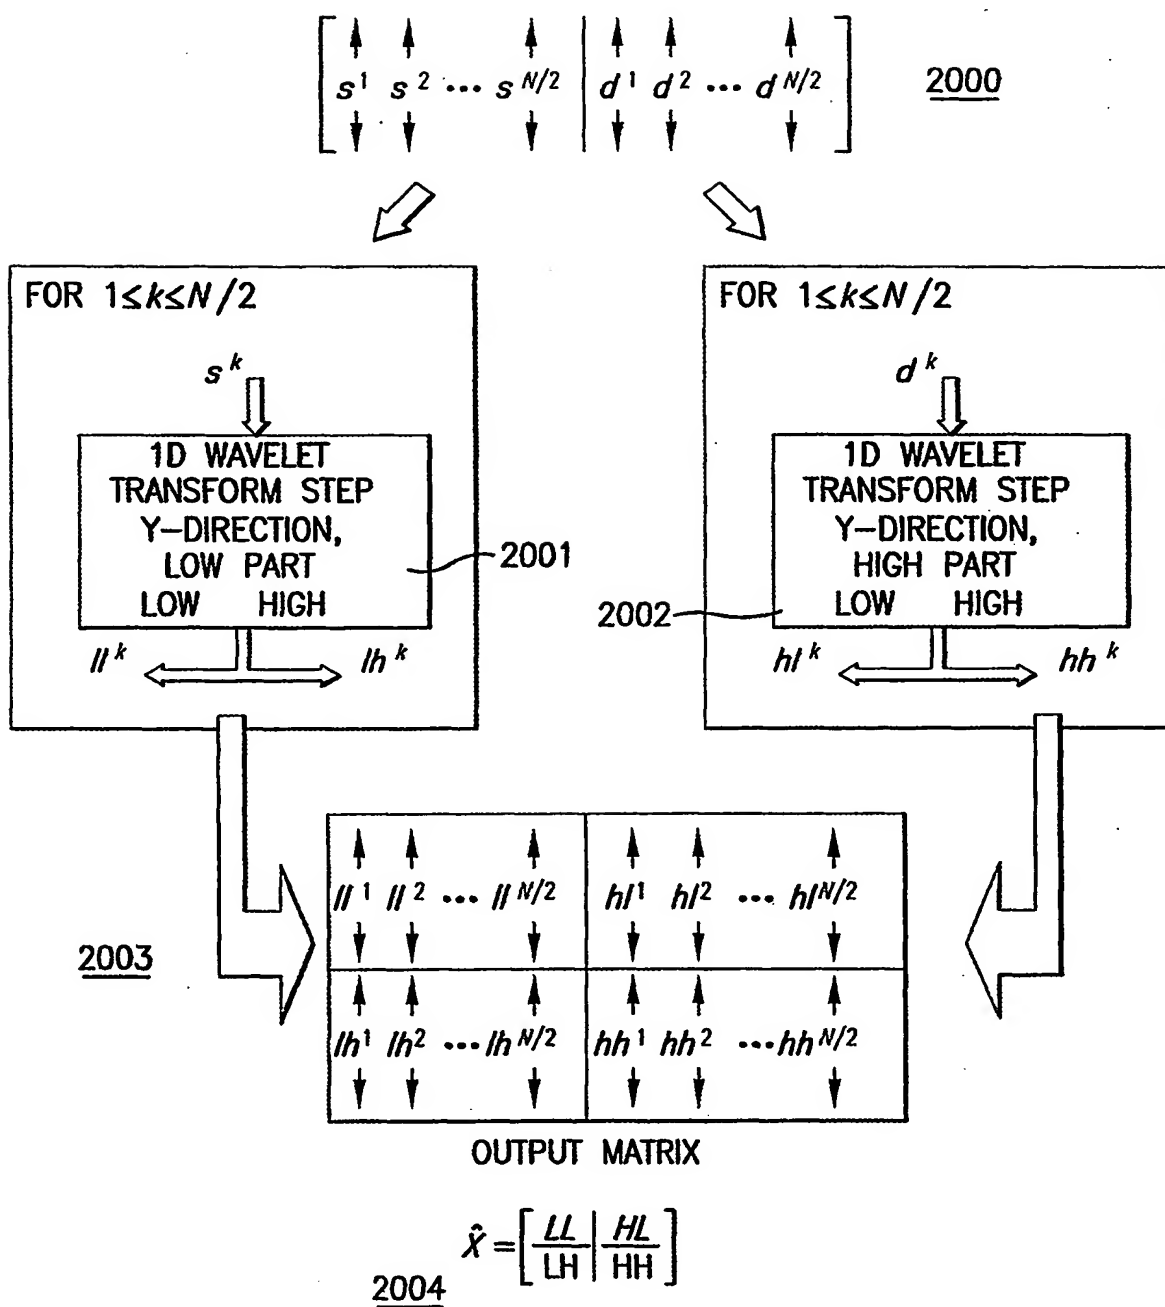 s¹ s² ... s^N/2 | d¹ d² ... d^N/2
2000
FOR 1≤k≤N/2
s^k
1D WAVELET
TRANSFORM STEP
Y-DIRECTION,
LOW PART
LOW HIGH
2001
ll^k lh^k
FOR 1≤k≤N/2
d^k
1D WAVELET
TRANSFORM STEP
Y-DIRECTION,
HIGH PART
LOW HIGH
2002
hl^k hh^k
2003
ll¹ ll² ... ll^N/2 hl¹ hl² ... hl^N/2
lh¹ lh² ... lh^N/2 hh¹ hh² ... hh^N/2
OUTPUT MATRIX
X̂ = [LL/LH | HL/HH]
2004